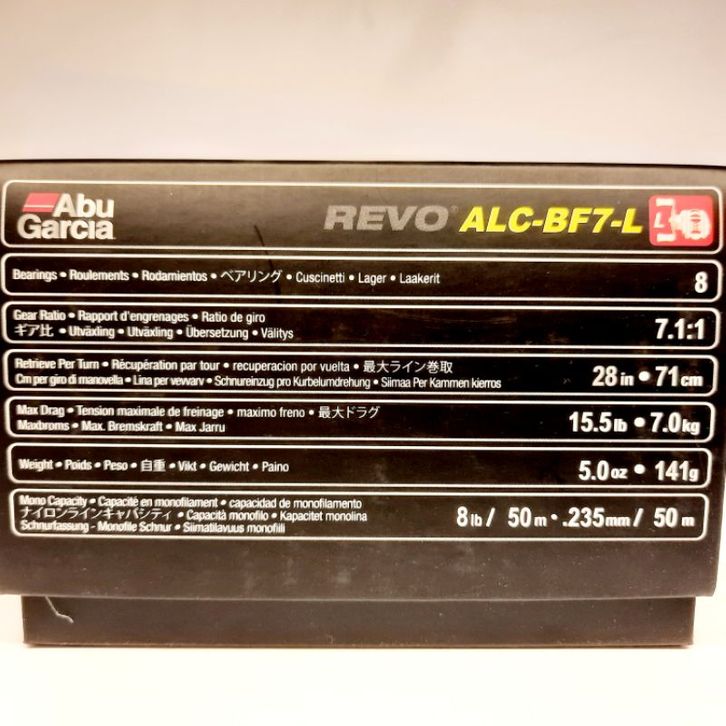 Abu
Garcia
REVO® ALC-BF7-L
L
Bearings • Roulements • Rodamientos • ベアリング • Cuscinetti • Lager • Laakerit
8
Gear Ratio • Rapport d'engrenages • Ratio de giro
ギア比 • Utväxling • Utväxling • Übersetzung • Välitys
7.1:1
Retrieve Per Turn • Récupération par tour • recuperacion por vuelta • 最大ライン巻取
Cm per giro di manovella • Lina per vevvarv • Schnureinzug pro Kurbelumdrehung • Siimaa Per Kammen kierros
28 in • 71 cm
Max Drag • Tension maximale de freinage • maximo freno • 最大ドラグ
Maxbroms • Max. Bremskraft • Max Jarru
15.5 lb • 7.0 kg
Weight • Poids • Peso • 自重 • Vikt • Gewicht • Paino
5.0 oz • 141 g
Mono Capacity • Capacité en monofilament • capacidad de monofilamento
ナイロンラインキャパシティ • Capacità monofilo • Kapacitet monolina
Schnurfassung - Monofile Schnur • Siimatilavuus monofiili
8 lb / 50 m • .235mm / 50 m